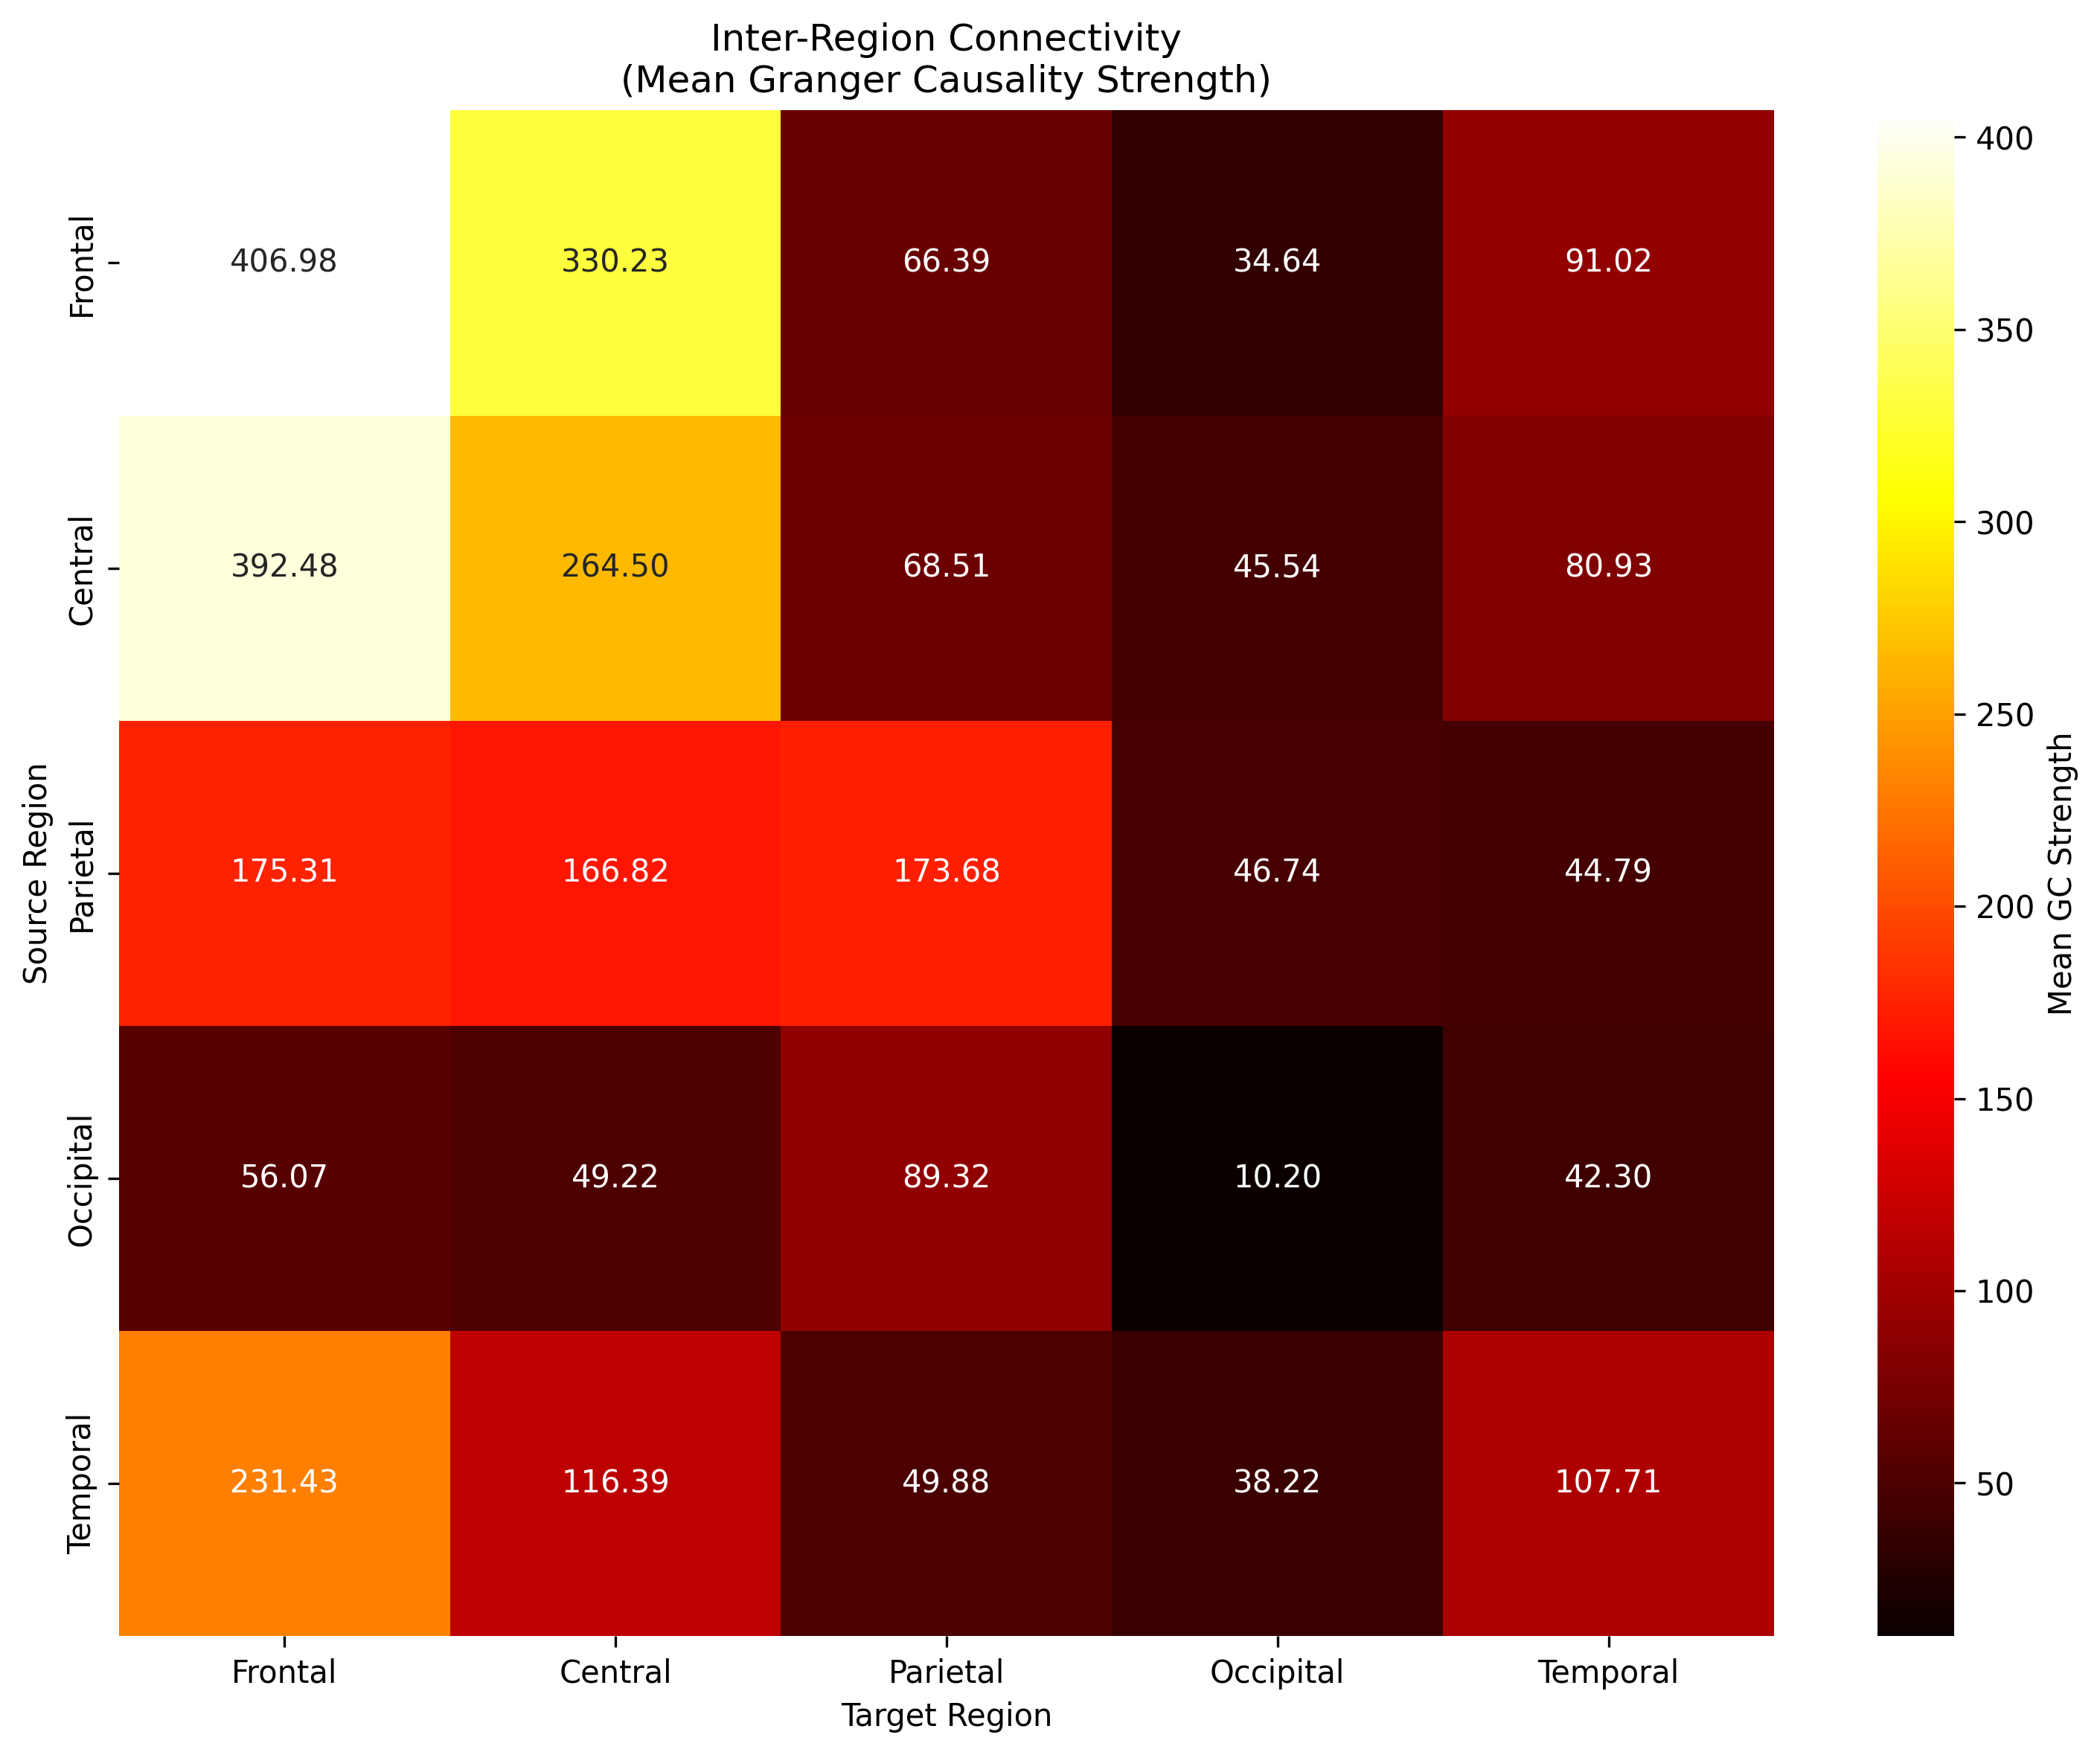 Inter-Region Connectivity
(Mean Granger Causality Strength)
Source Region
Frontal
406.98 330.23 66.39 34.64 91.02
Central
392.48 264.50 68.51 45.54 80.93
Parietal
175.31 166.82 173.68 46.74 44.79
Occipital
56.07 49.22 89.32 10.20 42.30
Temporal
231.43 116.39 49.88 38.22 107.71
Frontal Central Parietal Occipital Temporal
Target Region
400
350
300
250
200
150
100
50
Mean GC Strength